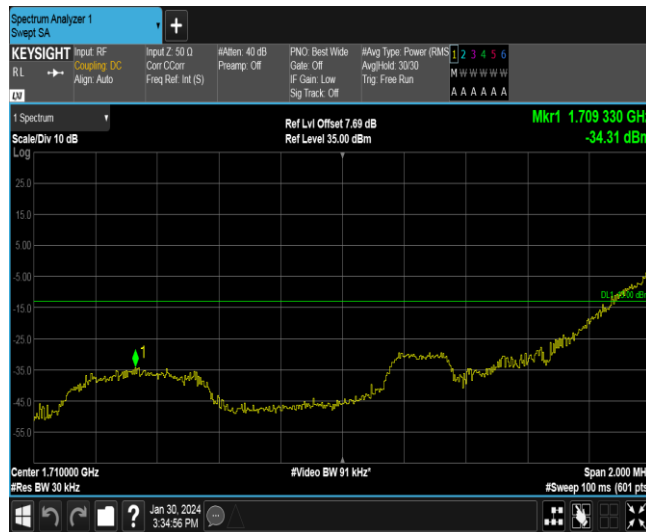 Spectrum Analyzer 1
Swept SA
+
KEYSIGHT
RL
LXI
Input: RF
Coupling: DC
Align: Auto
Input Z: 50 Ω
Corr CCorr
Freq Ref: Int (S)
#Atten: 40 dB
Preamp: Off
PNO: Best Wide
Gate: Off
IF Gain: Low
Sig Track: Off
#Avg Type: Power (RMS
Avg|Hold: 30/30
Trig: Free Run
1 2 3 4 5 6
M W W W W W
A A A A A A
1 Spectrum
Scale/Div 10 dB
Ref Lvl Offset 7.69 dB
Ref Level 35.00 dBm
Mkr1 1.709 330 GHz
-34.31 dBm
Log
25.0
15.0
5.00
-5.00
-15.0
-25.0
-35.0
-45.0
-55.0
1
Center 1.710000 GHz
#Res BW 30 kHz
#Video BW 91 kHz*
Span 2.000 MH
#Sweep 100 ms (601 pts
?
Jan 30, 2024
3:34:56 PM